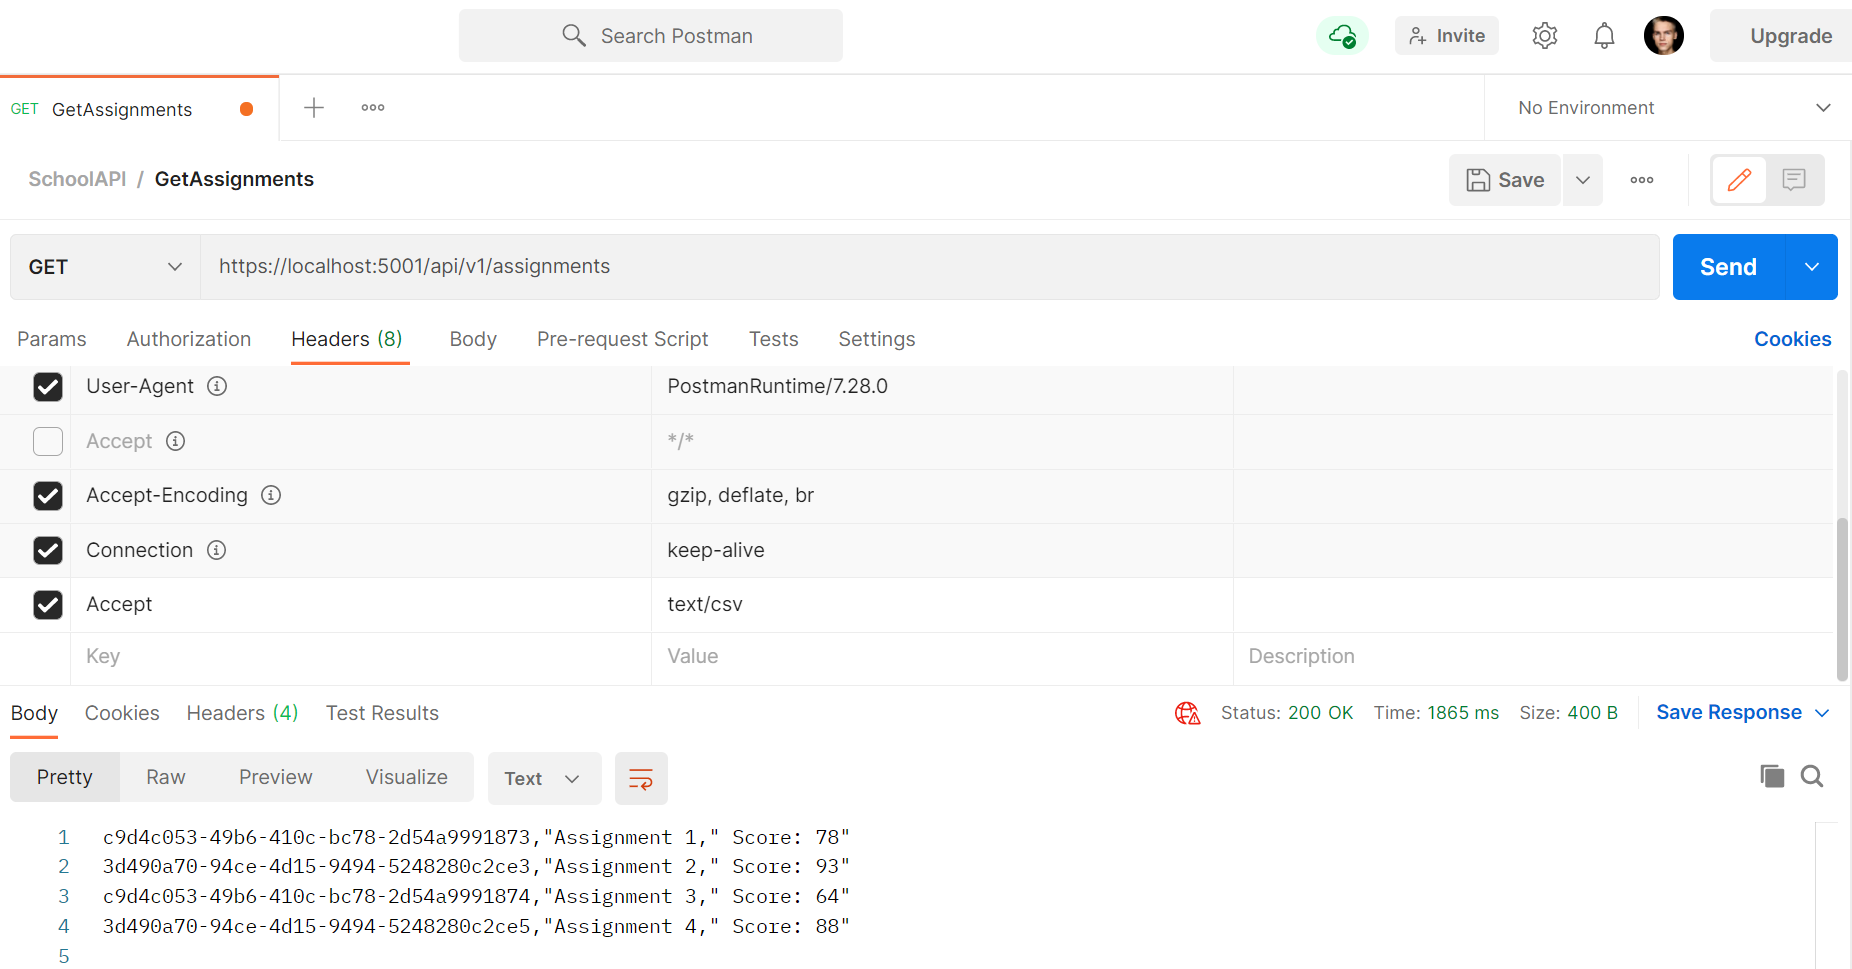 Search Postman
Invite
Upgrade
GET GetAssignments
No Environment
SchoolAPI / GetAssignments
Save
GET
https://localhost:5001/api/v1/assignments
Send
Params Authorization Headers (8) Body Pre-request Script Tests Settings Cookies
User-Agent PostmanRuntime/7.28.0
Accept */*
Accept-Encoding gzip, deflate, br
Connection keep-alive
Accept text/csv
Key Value Description
Body Cookies Headers (4) Test Results Status: 200 OK Time: 1865 ms Size: 400 B Save Response
Pretty Raw Preview Visualize Text
1 c9d4c053-49b6-410c-bc78-2d54a9991873,"Assignment 1," Score: 78"
2 3d490a70-94ce-4d15-9494-5248280c2ce3,"Assignment 2," Score: 93"
3 c9d4c053-49b6-410c-bc78-2d54a9991874,"Assignment 3," Score: 64"
4 3d490a70-94ce-4d15-9494-5248280c2ce5,"Assignment 4," Score: 88"
5